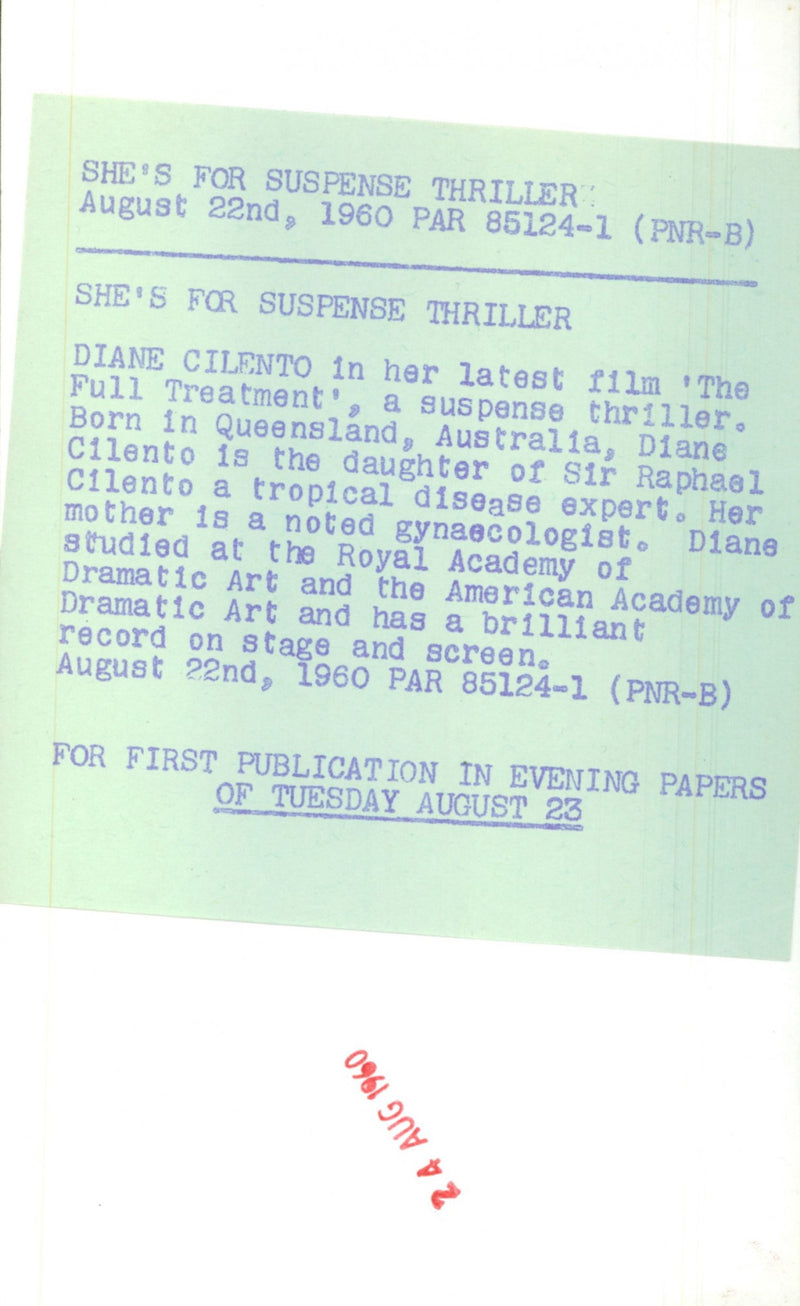 SHE'S FOR SUSPENSE THRILLER
August 22nd, 1960 PAR 85124-1 (PNR-B)
SHE'S FOR SUSPENSE THRILLER
DIANE CILENTO in her latest film 'The
Full Treatment', a suspense thriller.
Born in Queensland, Australia, Diane
Cilento is the daughter of Sir Raphael
Cilento a tropical disease expert. Her
mother is a noted gynaecologist. Diane
studied at the Royal Academy of
Dramatic Art and the American Academy of
Dramatic Art and has a brilliant
record on stage and screen.
August 22nd, 1960 PAR 85124-1 (PNR-B)
FOR FIRST PUBLICATION IN EVENING PAPERS
OF TUESDAY AUGUST 23
24 AUG 1960